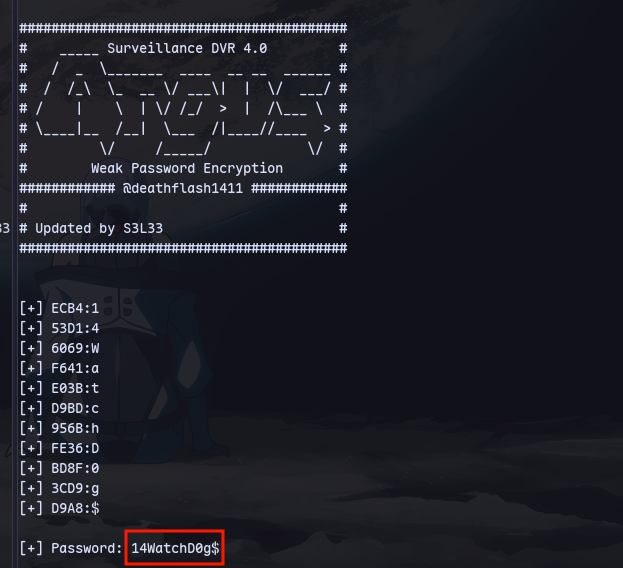 ###########################################
#    _____ Surveillance DVR 4.0         #
#   /  _  \_______  ____  __ __  ______ #
#  /  /_\  \_  __ \/ ___\|  |  \/  ___/ #
# /    |    \  | \/ /_/  >  |  /\___ \  #
# \____|__  /__|  \___  /|____//____  > #
#         \/     /_____/            \/  #
#        Weak Password Encryption       #
############ @deathflash1411 ############
#                                       #
33 # Updated by S3L33                      #
###########################################
[+] ECB4:1
[+] 53D1:4
[+] 6069:W
[+] F641:a
[+] E03B:t
[+] D9BD:c
[+] 956B:h
[+] FE36:D
[+] BD8F:0
[+] 3CD9:g
[+] D9A8:$
[+] Password: 14WatchD0g$